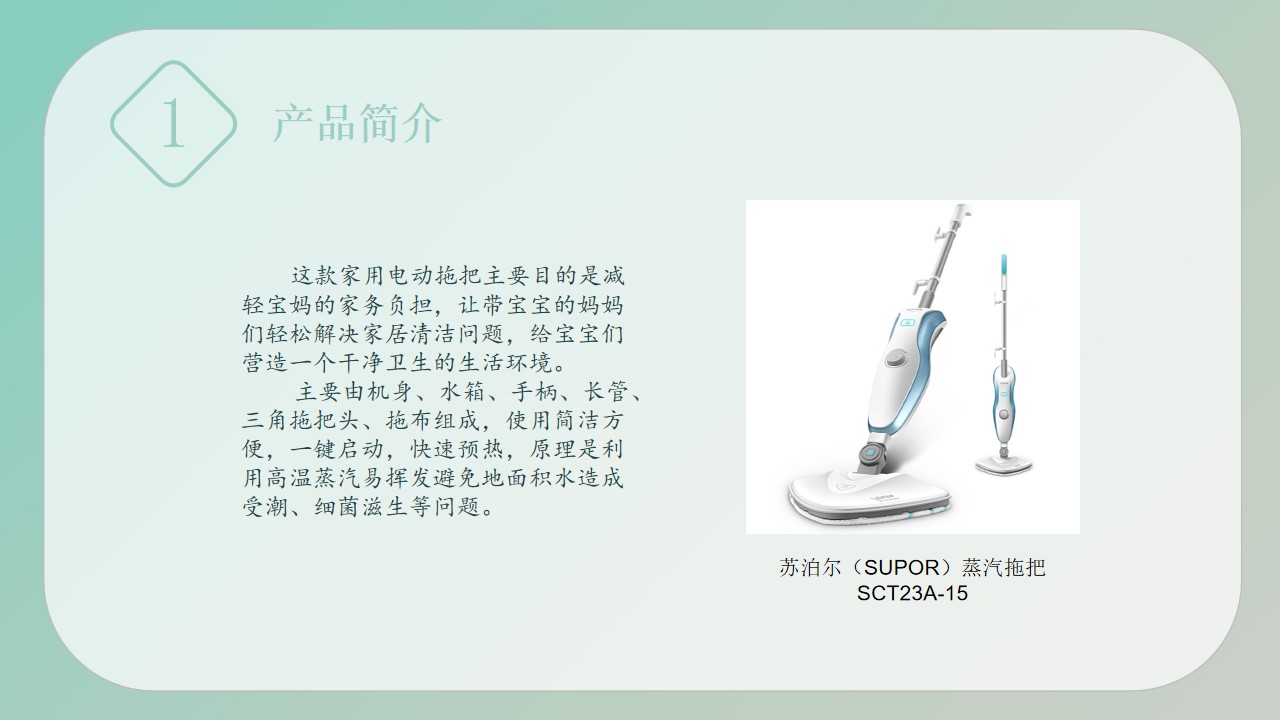 1
产品简介
这款家用电动拖把主要目的是减
轻宝妈的家务负担，让带宝宝的妈妈
们轻松解决家居清洁问题，给宝宝们
营造一个干净卫生的生活环境。
主要由机身、水箱、手柄、长管、
三角拖把头、拖布组成，使用简洁方
便，一键启动，快速预热，原理是利
用高温蒸汽易挥发避免地面积水造成
受潮、细菌滋生等问题。
苏泊尔（SUPOR）蒸汽拖把
SCT23A-15